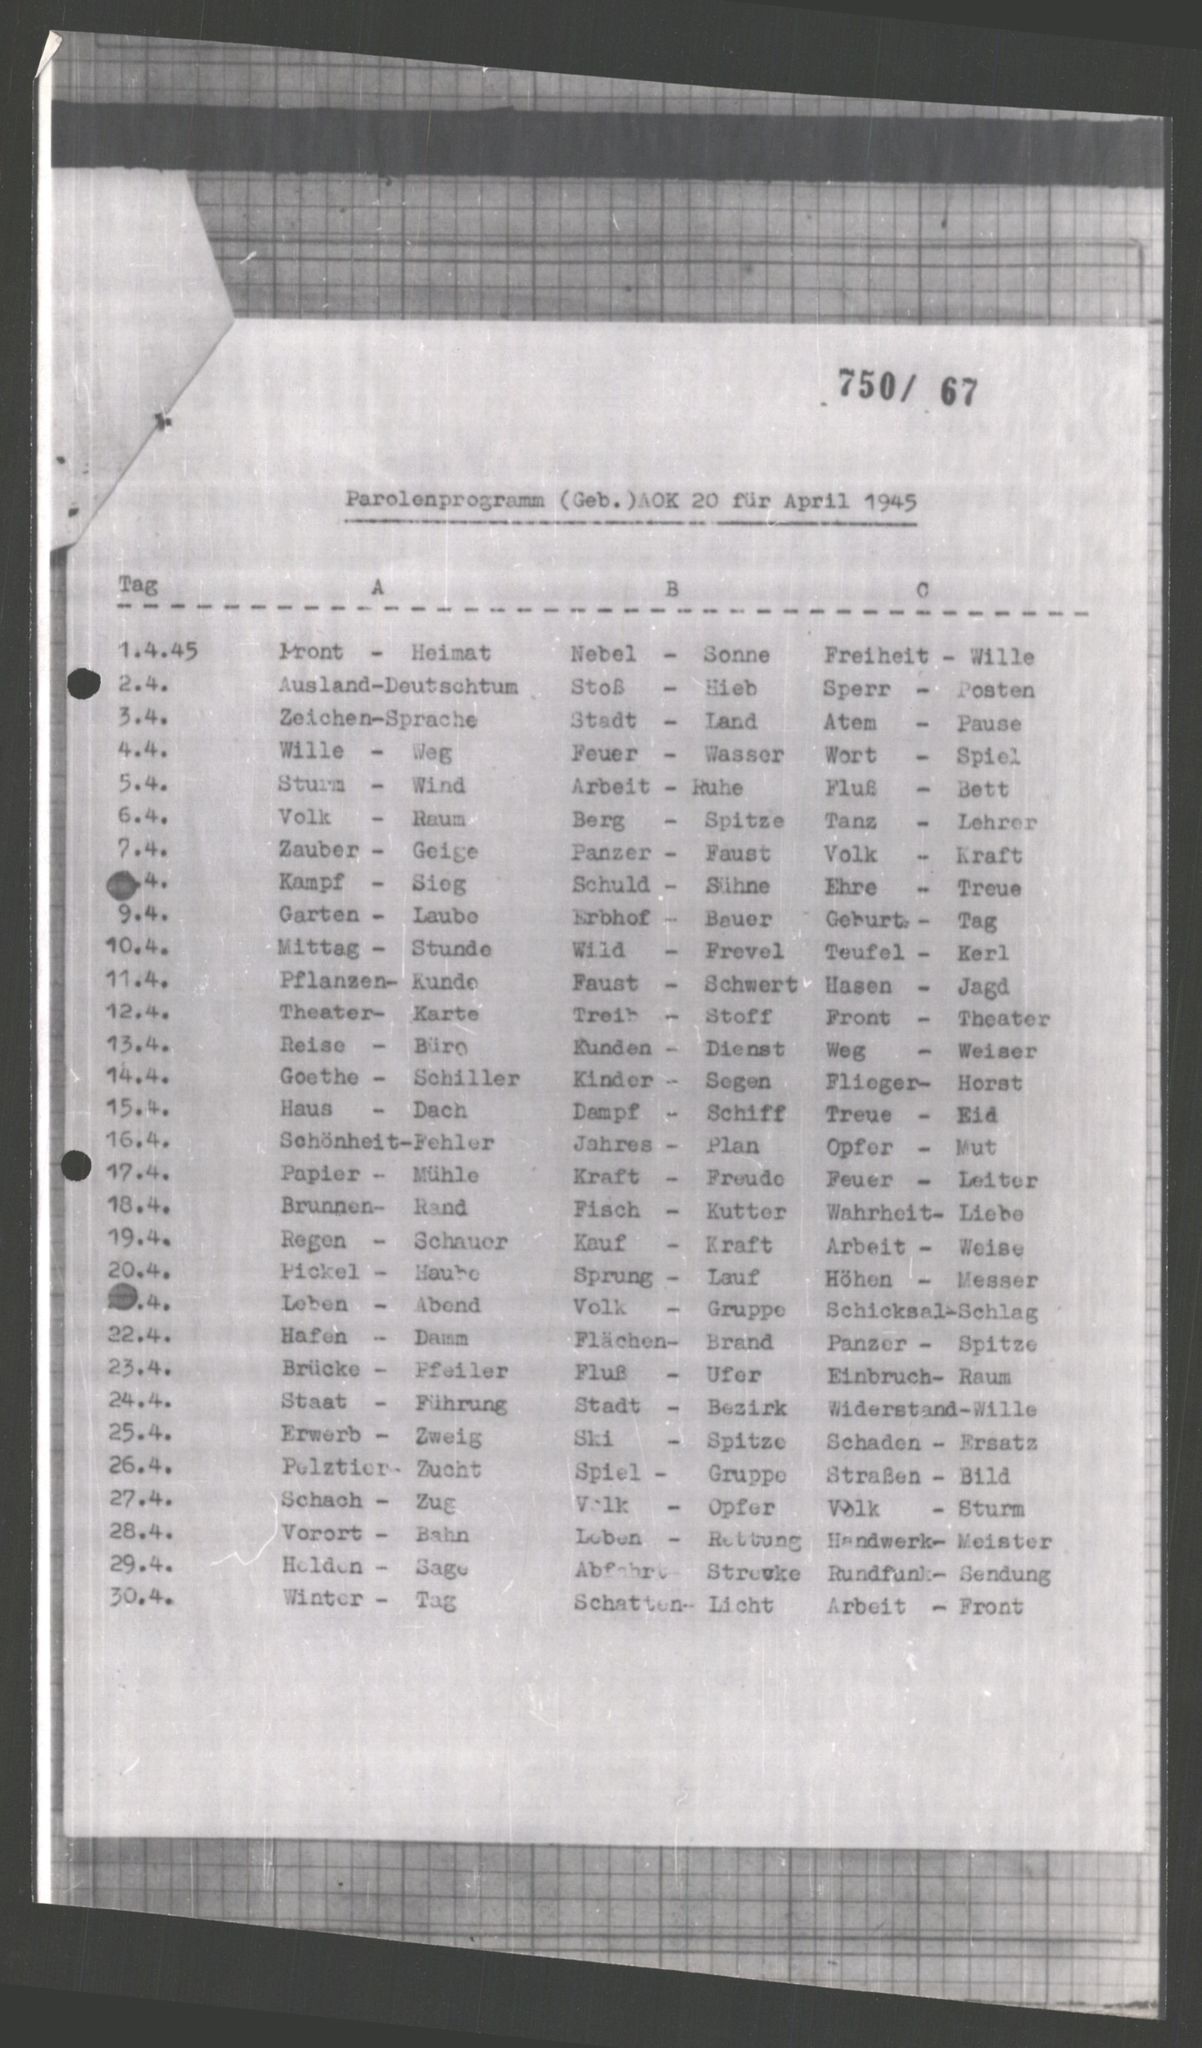 750/ 67
Parolenprogramm (Geb.)AOK 20 für April 1945
Tag A B C
1.4.45 Front - Heimat Nebel - Sonne Freiheit - Wille
2.4. Ausland-Deutschtum Stoß - Hieb Sperr - Posten
3.4. Zeichen-Sprache Stadt - Land Atem - Pause
4.4. Wille - Weg Feuer - Wasser Wort - Spiel
5.4. Sturm - Wind Arbeit - Ruhe Fluß - Bett
6.4. Volk - Raum Berg - Spitze Tanz - Lehrer
7.4. Zauber - Geige Panzer - Faust Volk - Kraft
.4. Kampf - Sieg Schuld - Sühne Ehre - Treue
9.4. Garten - Laube Erbhof - Bauer Geburts - Tag
10.4. Mittag - Stunde Wild - Frevel Teufel - Kerl
11.4. Pflanzen- Kunde Faust - Schwert Hasen - Jagd
12.4. Theater- Karte Treib - Stoff Front - Theater
13.4. Reise - Büro Kunden - Dienst Weg - Weiser
14.4. Goethe - Schiller Kinder - Segen Flieger- Horst
15.4. Haus - Dach Dampf - Schiff Treue - Eid
16.4. Schönheit-Fehler Jahres - Plan Opfer - Mut
17.4. Papier - Mühle Kraft - Freude Feuer - Leiter
18.4. Brunnen- Rand Fisch - Kutter Wahrheit- Liebe
19.4. Regen - Schauer Kauf - Kraft Arbeit - Weise
20.4. Pickel - Haube Sprung - Lauf Höhen - Messer
.4. Leben - Abend Volk - Gruppe Schicksal-Schlag
22.4. Hafen - Damm Flächen- Brand Panzer - Spitze
23.4. Brücke - Pfeiler Fluß - Ufer Einbruch- Raum
24.4. Staat - Führung Stadt - Bezirk Widerstand-Wille
25.4. Erwerb - Zweig Ski - Spitze Schaden - Ersatz
26.4. Pelztier- Zucht Spiel - Gruppe Straßen - Bild
27.4. Schach - Zug Volk - Opfer Volk - Sturm
28.4. Vorort - Bahn Leben - Rettung Handwerk- Meister
29.4. Helden - Sage Abfahrt Strecke Rundfunk- Sendung
30.4. Winter - Tag Schatten- Licht Arbeit - Front